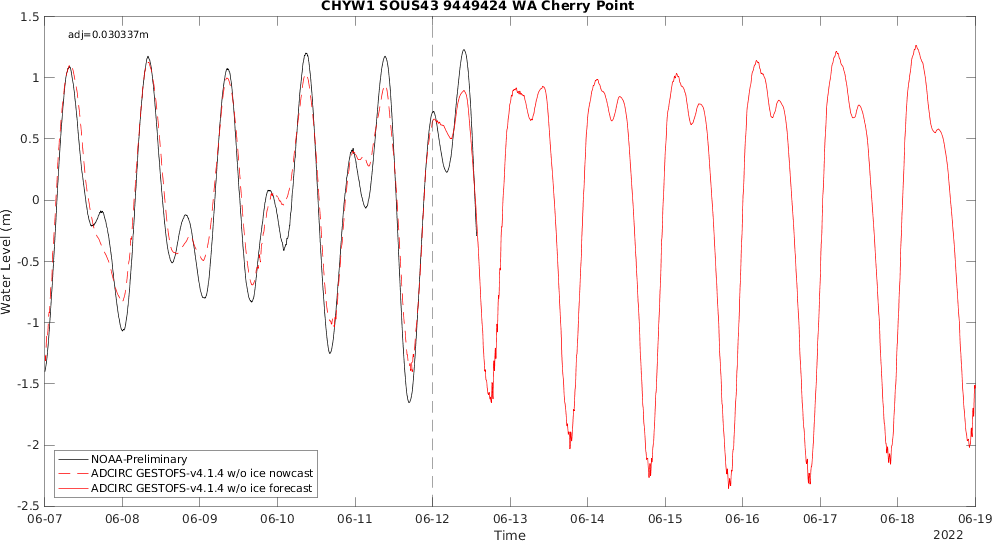 CHYW1 SOUS43 9449424 WA Cherry Point
adj=0.030337m
1.5
1
0.5
0
-0.5
-1
-1.5
-2
-2.5
Water Level (m)
NOAA-Preliminary
ADCIRC GESTOFS-v4.1.4 w/o ice nowcast
ADCIRC GESTOFS-v4.1.4 w/o ice forecast
06-07 06-08 06-09 06-10 06-11 06-12 06-13 06-14 06-15 06-16 06-17 06-18 06-19
Time
2022